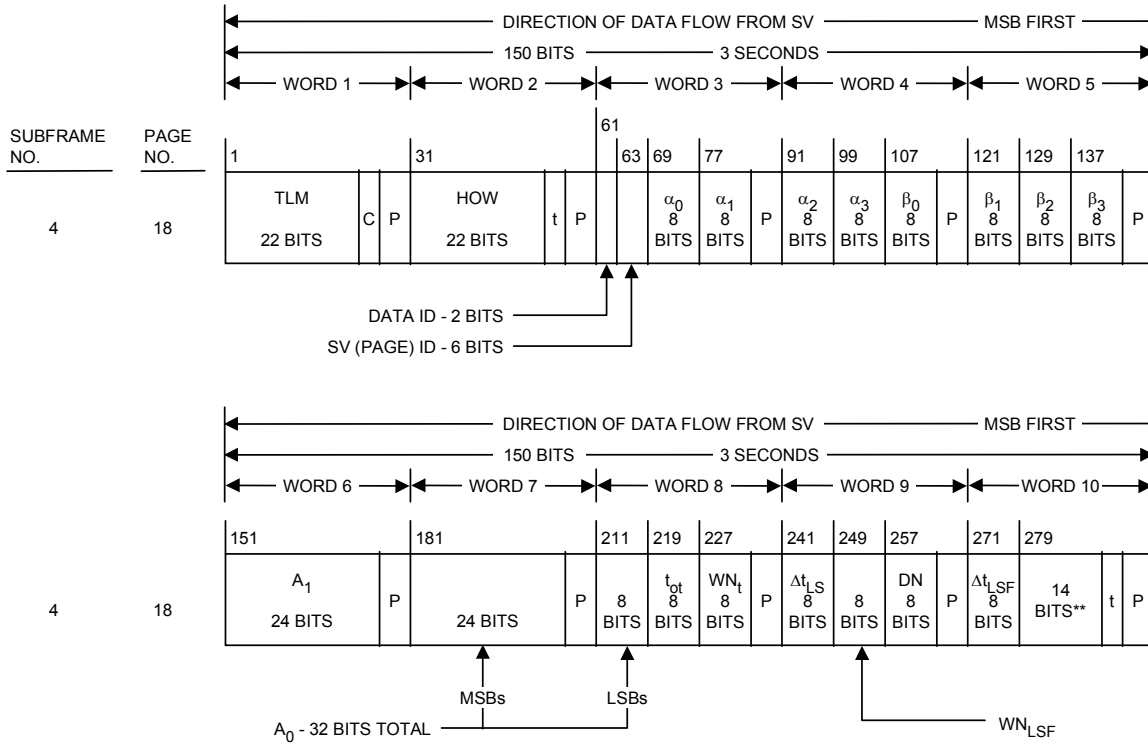 DIRECTION OF DATA FLOW FROM SV MSB FIRST
150 BITS 3 SECONDS
WORD 1 WORD 2 WORD 3 WORD 4 WORD 5
SUBFRAME NO. PAGE NO.
61
1 31 63 69 77 91 99 107 121 129 137
4 18
TLM 22 BITS C P HOW 22 BITS t P α0 8 BITS α1 8 BITS P α2 8 BITS α3 8 BITS β0 8 BITS P β1 8 BITS β2 8 BITS β3 8 BITS P
DATA ID - 2 BITS
SV (PAGE) ID - 6 BITS
DIRECTION OF DATA FLOW FROM SV MSB FIRST
150 BITS 3 SECONDS
WORD 6 WORD 7 WORD 8 WORD 9 WORD 10
151 181 211 219 227 241 249 257 271 279
4 18
A1 24 BITS P 24 BITS P 8 BITS tot 8 BITS WNt 8 BITS P ΔtLS 8 BITS 8 BITS DN 8 BITS P ΔtLSF 8 BITS 14 BITS** t P
MSBs LSBs
A0 - 32 BITS TOTAL WNLSF